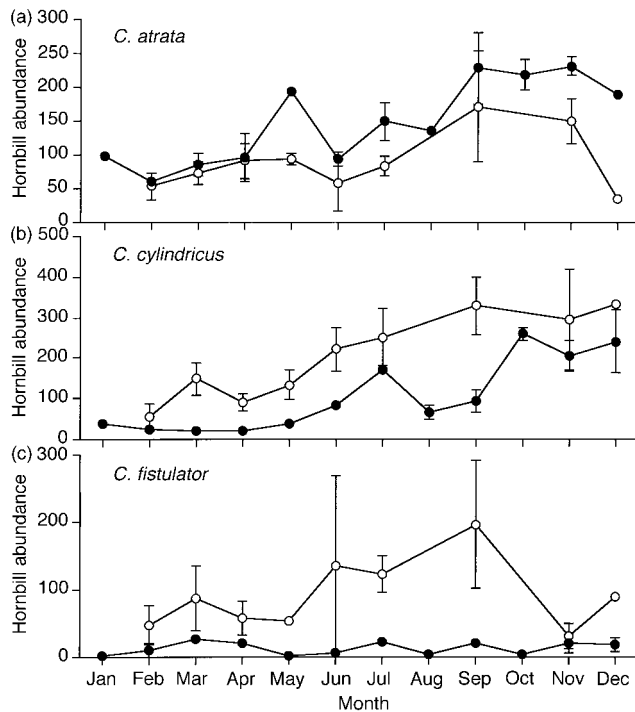 (a)
C. atrata
Hornbill abundance
300
250
200
150
100
50
0
(b)
C. cylindricus
Hornbill abundance
500
400
300
200
100
0
(c)
C. fistulator
Hornbill abundance
300
200
100
0
Jan Feb Mar Apr May Jun Jul Aug Sep Oct Nov Dec
Month